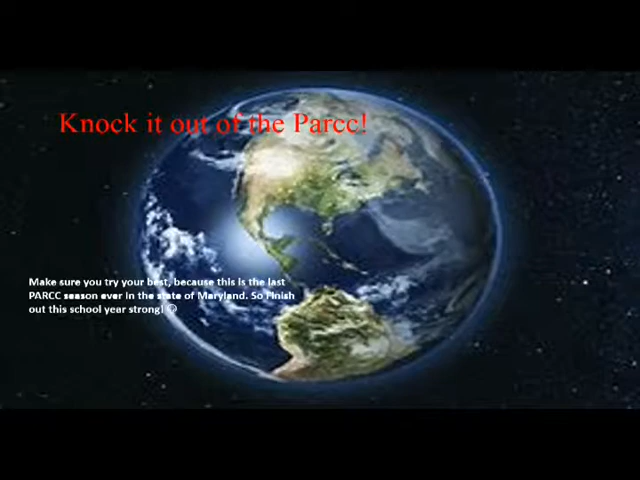 Knock it out of the Parcc!
Make sure you try your best, because this is the last
PARCC season ever in the state of Maryland. So Finish
out this school year strong! ☺